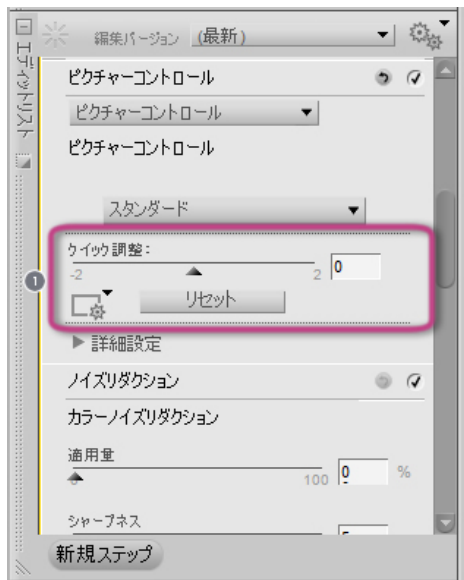 編集バージョン (最新)
エディットリスト
ピクチャーコントロール
ピクチャーコントロール
ピクチャーコントロール
スタンダード
クイック調整:
-2 2 0
1
リセット
詳細設定
ノイズリダクション
カラーノイズリダクション
適用量
0 100 0 %
シャープネス
新規ステップ